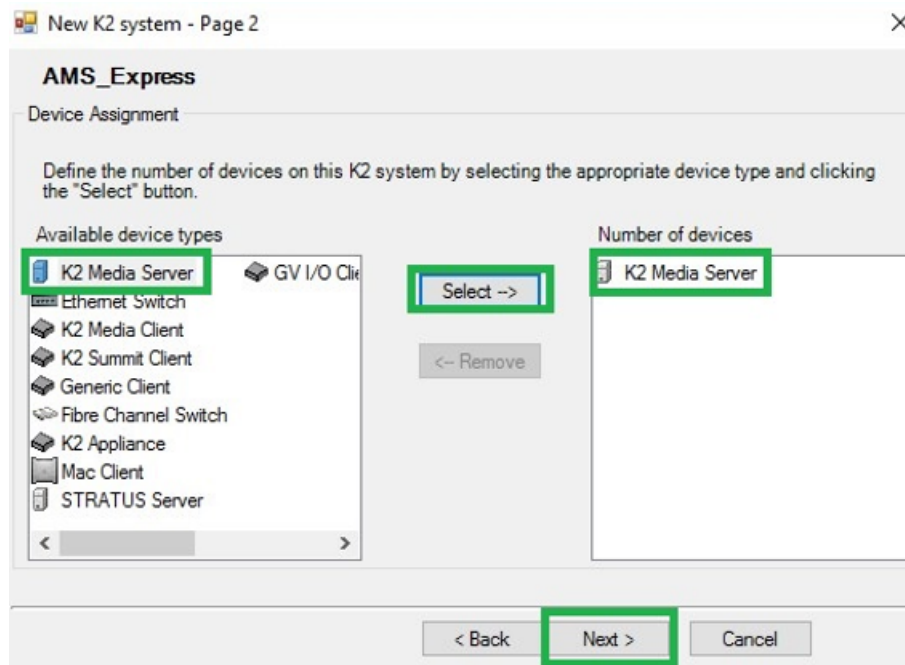 New K2 system - Page 2
AMS_Express
Device Assignment
Define the number of devices on this K2 system by selecting the appropriate device type and clicking
the "Select" button.
Available device types
Number of devices
K2 Media Server
GV I/O Clie
Ethernet Switch
K2 Media Client
K2 Summit Client
Generic Client
Fibre Channel Switch
K2 Appliance
Mac Client
STRATUS Server
Select -->
<-- Remove
K2 Media Server
< Back
Next >
Cancel